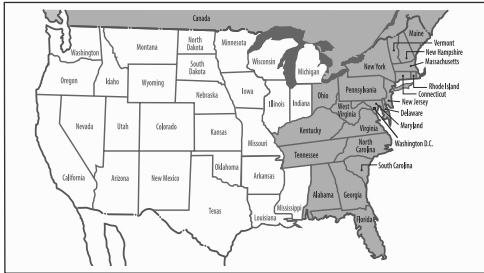 Canada
Washington
Montana
North
Dakota
Minnesota
Maine
Vermont
New Hampshire
Massachusetts
Oregon
Idaho
Wyoming
South
Dakota
Wisconsin
Michigan
New York
Rhode Island
Connecticut
Nevada
Utah
Colorado
Nebraska
Iowa
Illinois
Indiana
Ohio
Pennsylvania
New Jersey
Delaware
Maryland
Washington D.C.
West
Virginia
Virginia
Kansas
Missouri
Kentucky
California
Arizona
New Mexico
Oklahoma
Arkansas
Tennessee
North
Carolina
South Carolina
Texas
Louisiana
Mississippi
Alabama
Georgia
Florida